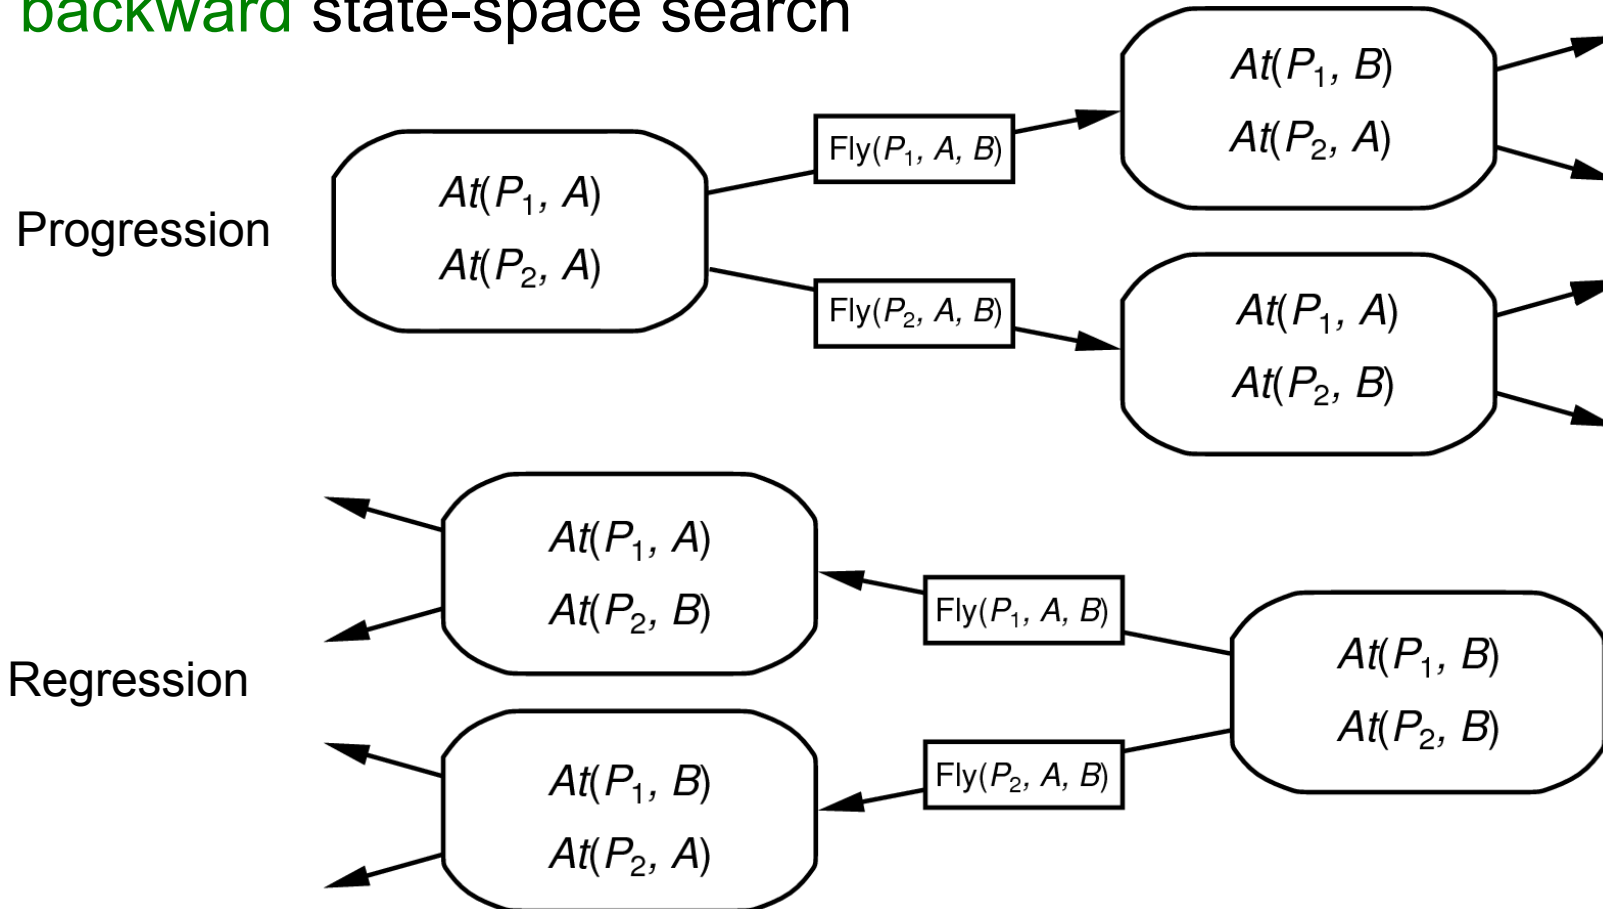 backward state-space search
Progression
At(P₁, A)
At(P₂, A)
Fly(P₁, A, B)
Fly(P₂, A, B)
At(P₁, B)
At(P₂, A)
At(P₁, A)
At(P₂, B)
Regression
At(P₁, A)
At(P₂, B)
At(P₁, B)
At(P₂, A)
Fly(P₁, A, B)
Fly(P₂, A, B)
At(P₁, B)
At(P₂, B)